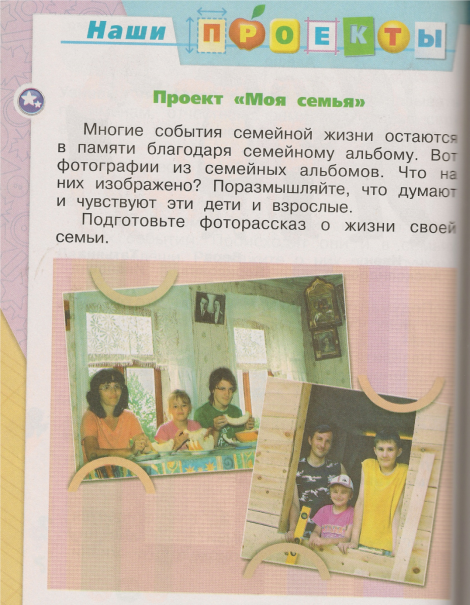 Наши ПРОЕКТЫ
Проект «Моя семья»
Многие события семейной жизни остаются
в памяти благодаря семейному альбому. Вот
фотографии из семейных альбомов. Что на
них изображено? Поразмышляйте, что думают
и чувствуют эти дети и взрослые.
Подготовьте фоторассказ о жизни своей
семьи.